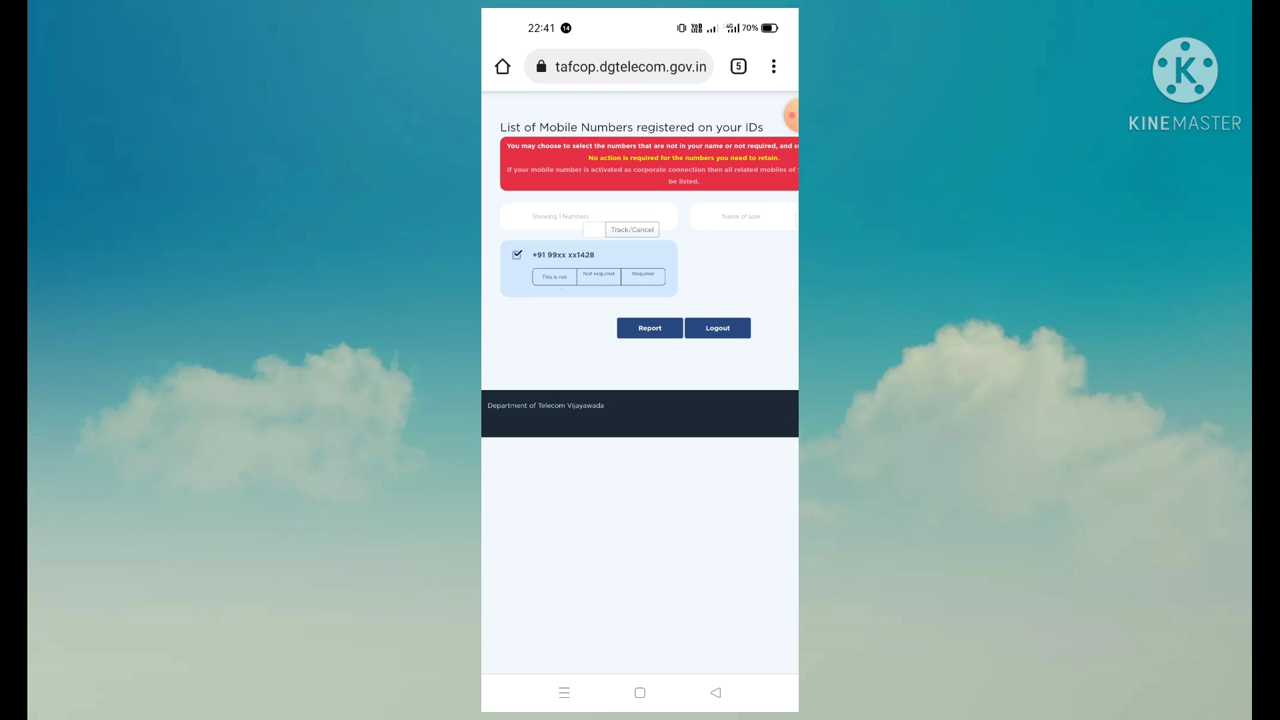 22:41
14
Vo
LTE
4G
70%
tafcop.dgtelecom.gov.in
5
List of Mobile Numbers registered on your IDs
You may choose to select the numbers that are not in your name or not required, and
No action is required for the numbers you need to retain.
If your mobile number is activated as corporate connection then all related mobiles of
be listed.
Showing 1 Numbers
Name of user
Track/Cancel
+91 99xx xx1428
This is not
Not required
Required
Report
Logout
Department of Telecom Vijayawada
K
KINEMASTER